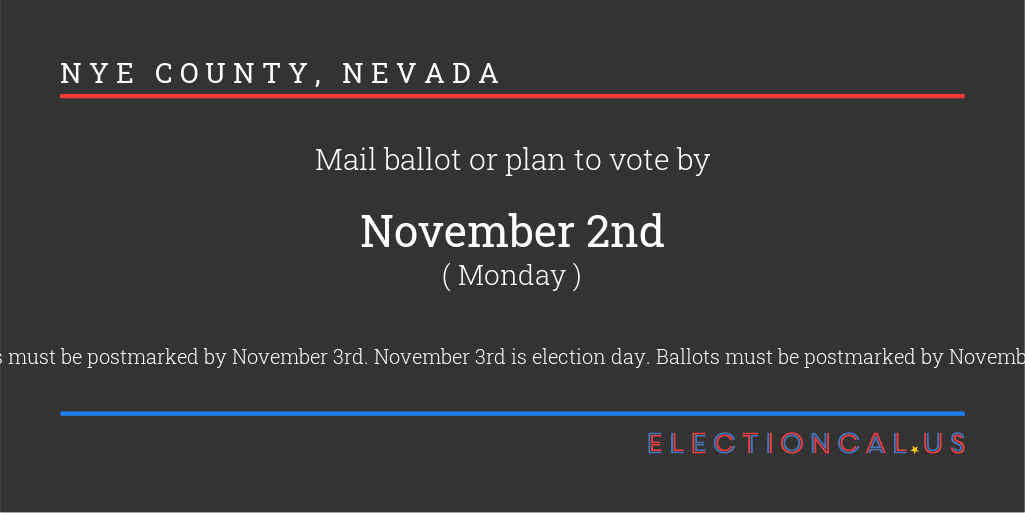 NYE COUNTY, NEVADA
Mail ballot or plan to vote by
November 2nd
( Monday )
must be postmarked by November 3rd. November 3rd is election day. Ballots must be postmarked by
ELECTIONCAL.US